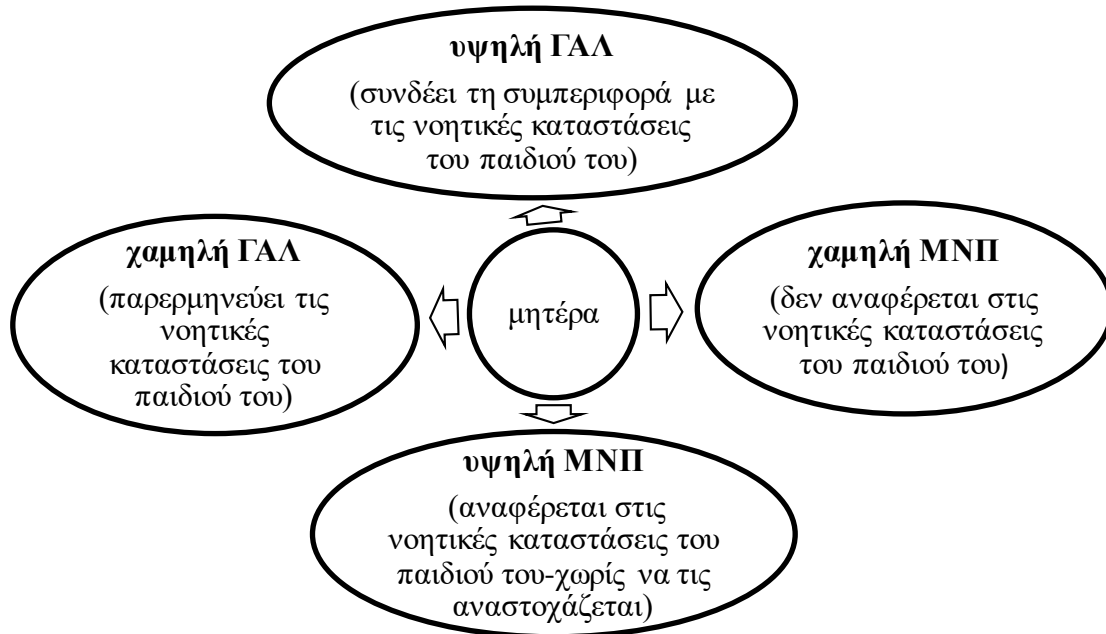 υψηλή ΓΑΛ
(συνδέει τη συμπεριφορά με
τις νοητικές καταστάσεις
του παιδιού του)
χαμηλή ΓΑΛ
(παρερμηνεύει τις
νοητικές
καταστάσεις του
παιδιού του)
μητέρα
χαμηλή ΜΝΠ
(δεν αναφέρεται στις
νοητικές καταστάσεις
του παιδιού του)
υψηλή ΜΝΠ
(αναφέρεται στις
νοητικές καταστάσεις του
παιδιού του-χωρίς να τις
αναστοχάζεται)